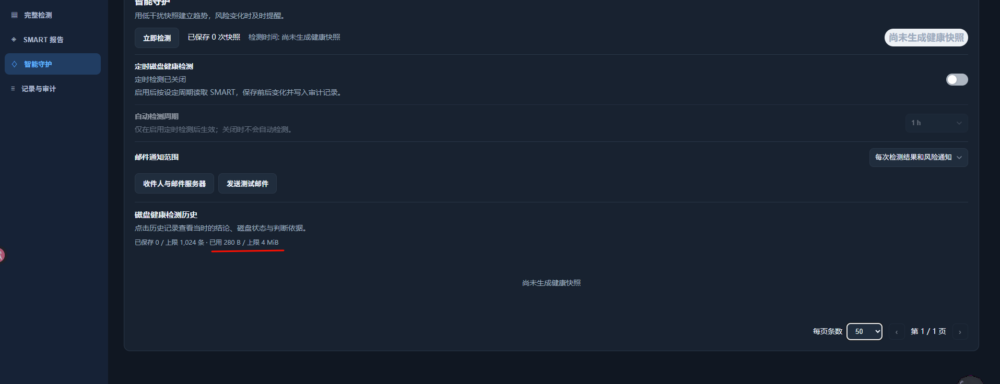 完整检测
SMART 报告
智能守护
记录与审计
智能守护
用低干扰快照建立趋势，风险变化时及时提醒。
立即检测 已保存 0 次快照 检测时间: 尚未生成健康快照 尚未生成健康快照
定时磁盘健康检测
定时检测已关闭
启用后按设定周期读取 SMART，保存前后变化并写入审计记录。
自动检测周期
仅在启用定时检测后生效；关闭时不会自动检测。
1 h
邮件通知范围 每次检测结果和风险通知
收件人与邮件服务器 发送测试邮件
磁盘健康检测历史
点击历史记录查看当时的结论、磁盘状态与判断依据。
已保存 0 / 上限 1,024 条 · 已用 280 B / 上限 4 MiB
尚未生成健康快照
每页条数 50 ‹ 第 1 / 1 页 ›